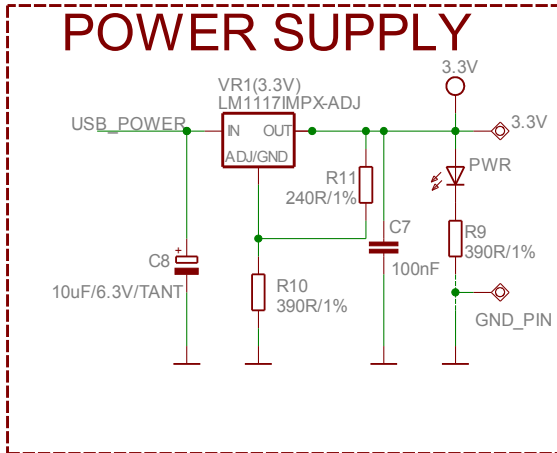 POWER SUPPLY
3.3V
VR1(3.3V)
LM1117IMPX-ADJ
USB_POWER
IN OUT
3.3V
ADJ/GND
PWR
R11
240R/1%
C7
R9
390R/1%
C8
+
10uF/6.3V/TANT
R10
390R/1%
100nF
GND_PIN